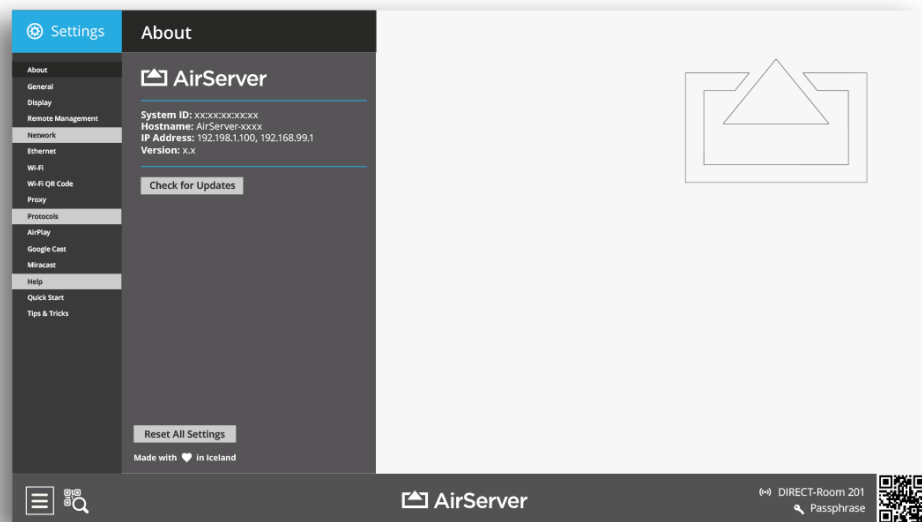 Settings
About
About
General
Display
Remote Management
Network
Ethernet
Wi-Fi
Wi-Fi QR Code
Proxy
Protocols
AirPlay
Google Cast
Miracast
Help
Quick Start
Tips & Tricks
AirServer
System ID: xx:xx:xx:xx:xx
Hostname: AirServer-xxxx
IP Address: 192.198.1.100, 192.168.99.1
Version: x.x
Check for Updates
Reset All Settings
Made with ♥ in Iceland
AirServer
DIRECT-Room 201
Passphrase